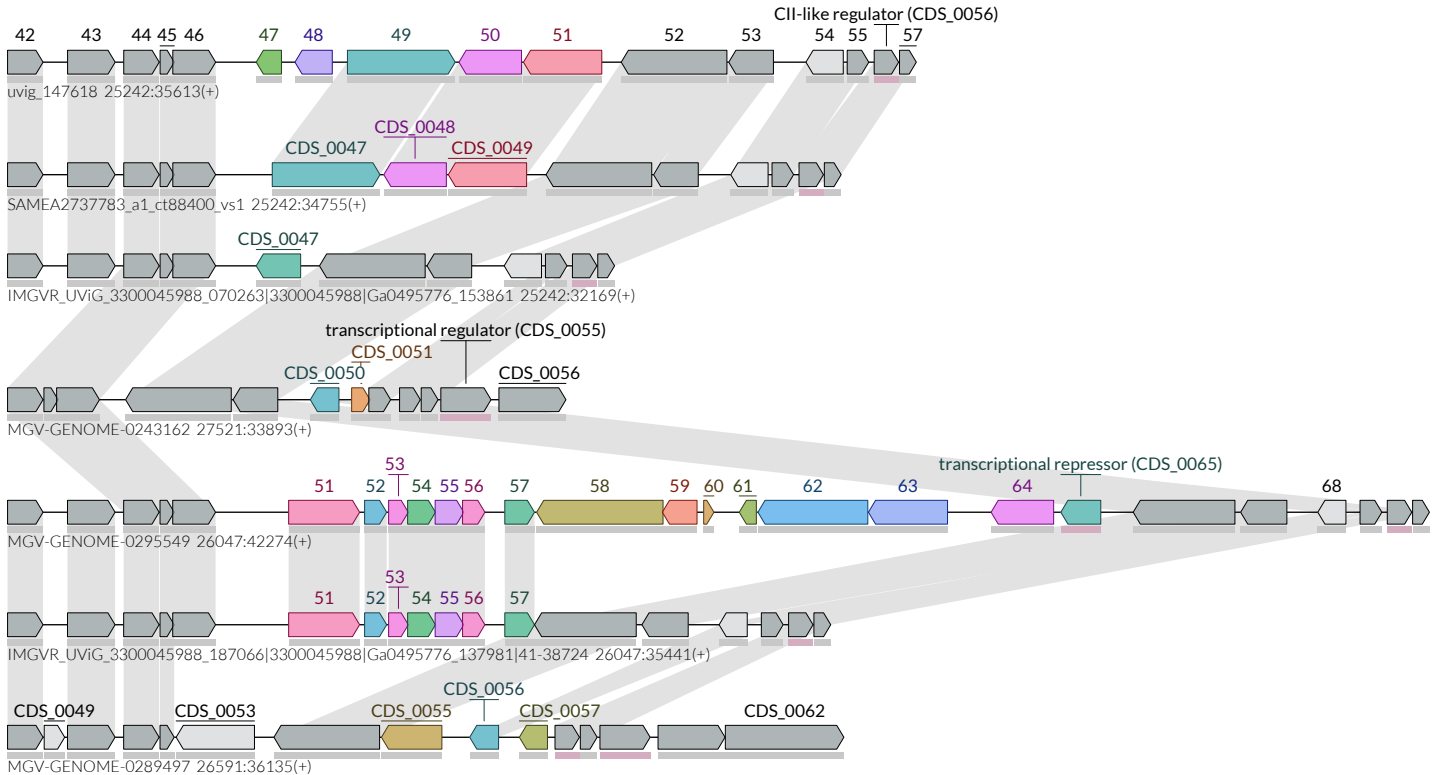 CII-like regulator (CDS_0056)
42 43 44 45 46 47 48 49 50 51 52 53 54 55 57
uvig_147618 25242:35613(+)
CDS_0048
CDS_0047 CDS_0049
SAMEA2737783_a1_ct88400_vs1 25242:34755(+)
CDS_0047
IMGVR_UViG_3300045988_070263|3300045988|Ga0495776_153861 25242:32169(+)
transcriptional regulator (CDS_0055)
CDS_0051
CDS_0050 CDS_0056
MGV-GENOME-0243162 27521:33893(+)
53 transcriptional repressor (CDS_0065)
51 52 54 55 56 57 58 59 60 61 62 63 64 68
MGV-GENOME-0295549 26047:42274(+)
53
51 52 54 55 56 57
IMGVR_UViG_3300045988_187066|3300045988|Ga0495776_137981|41-38724 26047:35441(+)
CDS_0056
CDS_0049 CDS_0053 CDS_0055 CDS_0057 CDS_0062
MGV-GENOME-0289497 26591:36135(+)